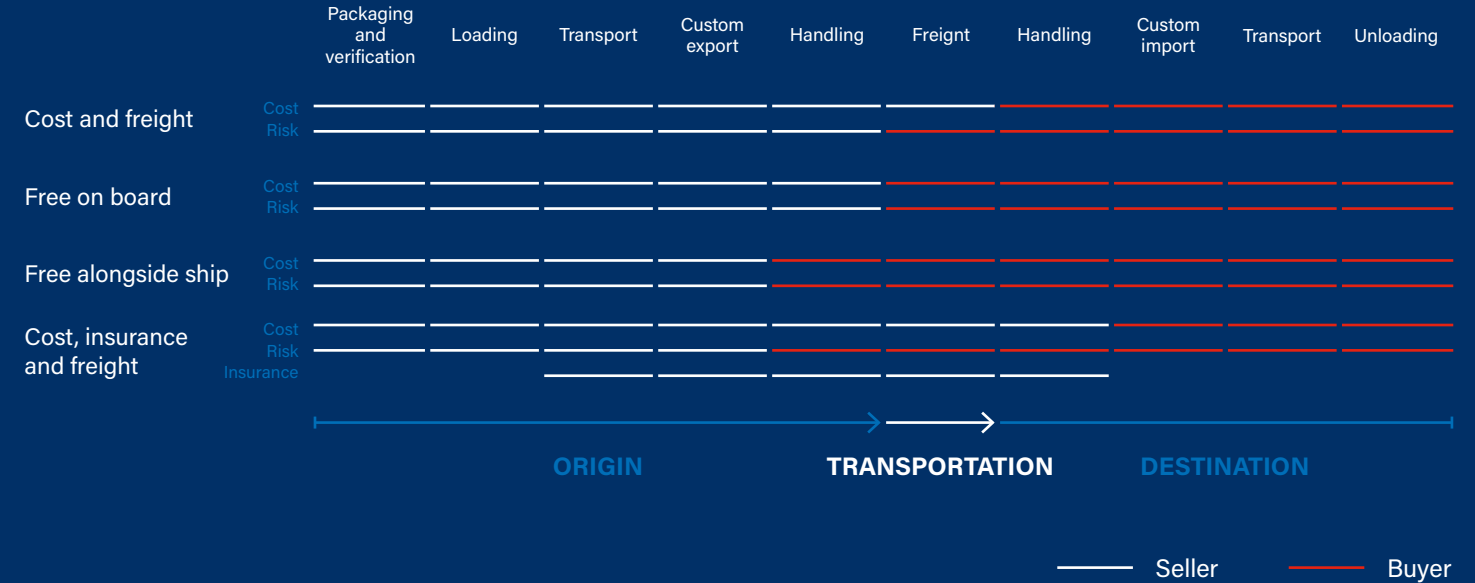 Packaging
and
verification
Loading
Transport
Custom
export
Handling
Freignt
Handling
Custom
import
Transport
Unloading
Cost and freight
Cost
Risk
Free on board
Cost
Risk
Free alongside ship
Cost
Risk
Cost, insurance
and freight
Cost
Risk
Insurance
ORIGIN
TRANSPORTATION
DESTINATION
Seller
Buyer